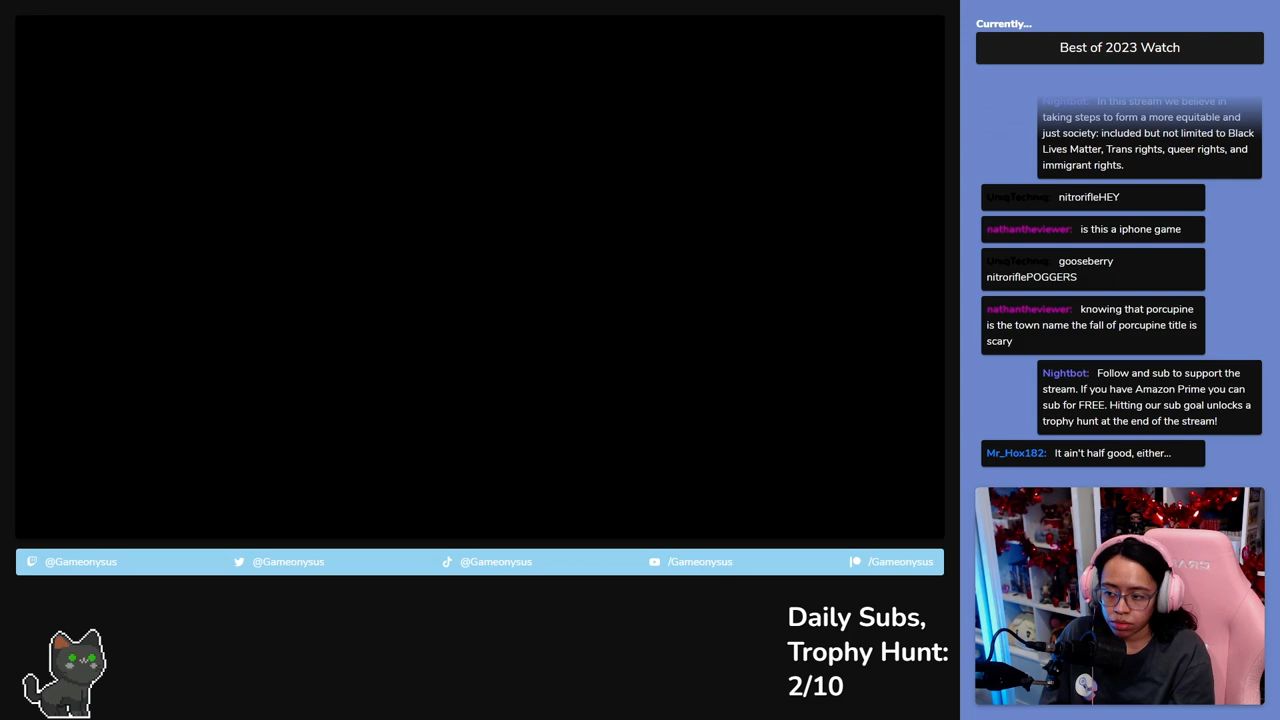 Currently...
Best of 2023 Watch
Nightbot: In this stream we believe in
taking steps to form a more equitable and
just society: included but not limited to Black
Lives Matter, Trans rights, queer rights, and
immigrant rights.
UniqTechniq: nitrorifleHEY
nathantheviewer: is this a iphone game
UniqTechniq: gooseberry
nitroriflePOGGERS
nathantheviewer: knowing that porcupine
is the town name the fall of porcupine title is
scary
Nightbot: Follow and sub to support the
stream. If you have Amazon Prime you can
sub for FREE. Hitting our sub goal unlocks a
trophy hunt at the end of the stream!
Mr_Hox182: It ain't half good, either...
@Gameonysus
@Gameonysus
@Gameonysus
/Gameonysus
/Gameonysus
Daily Subs,
Trophy Hunt:
2/10